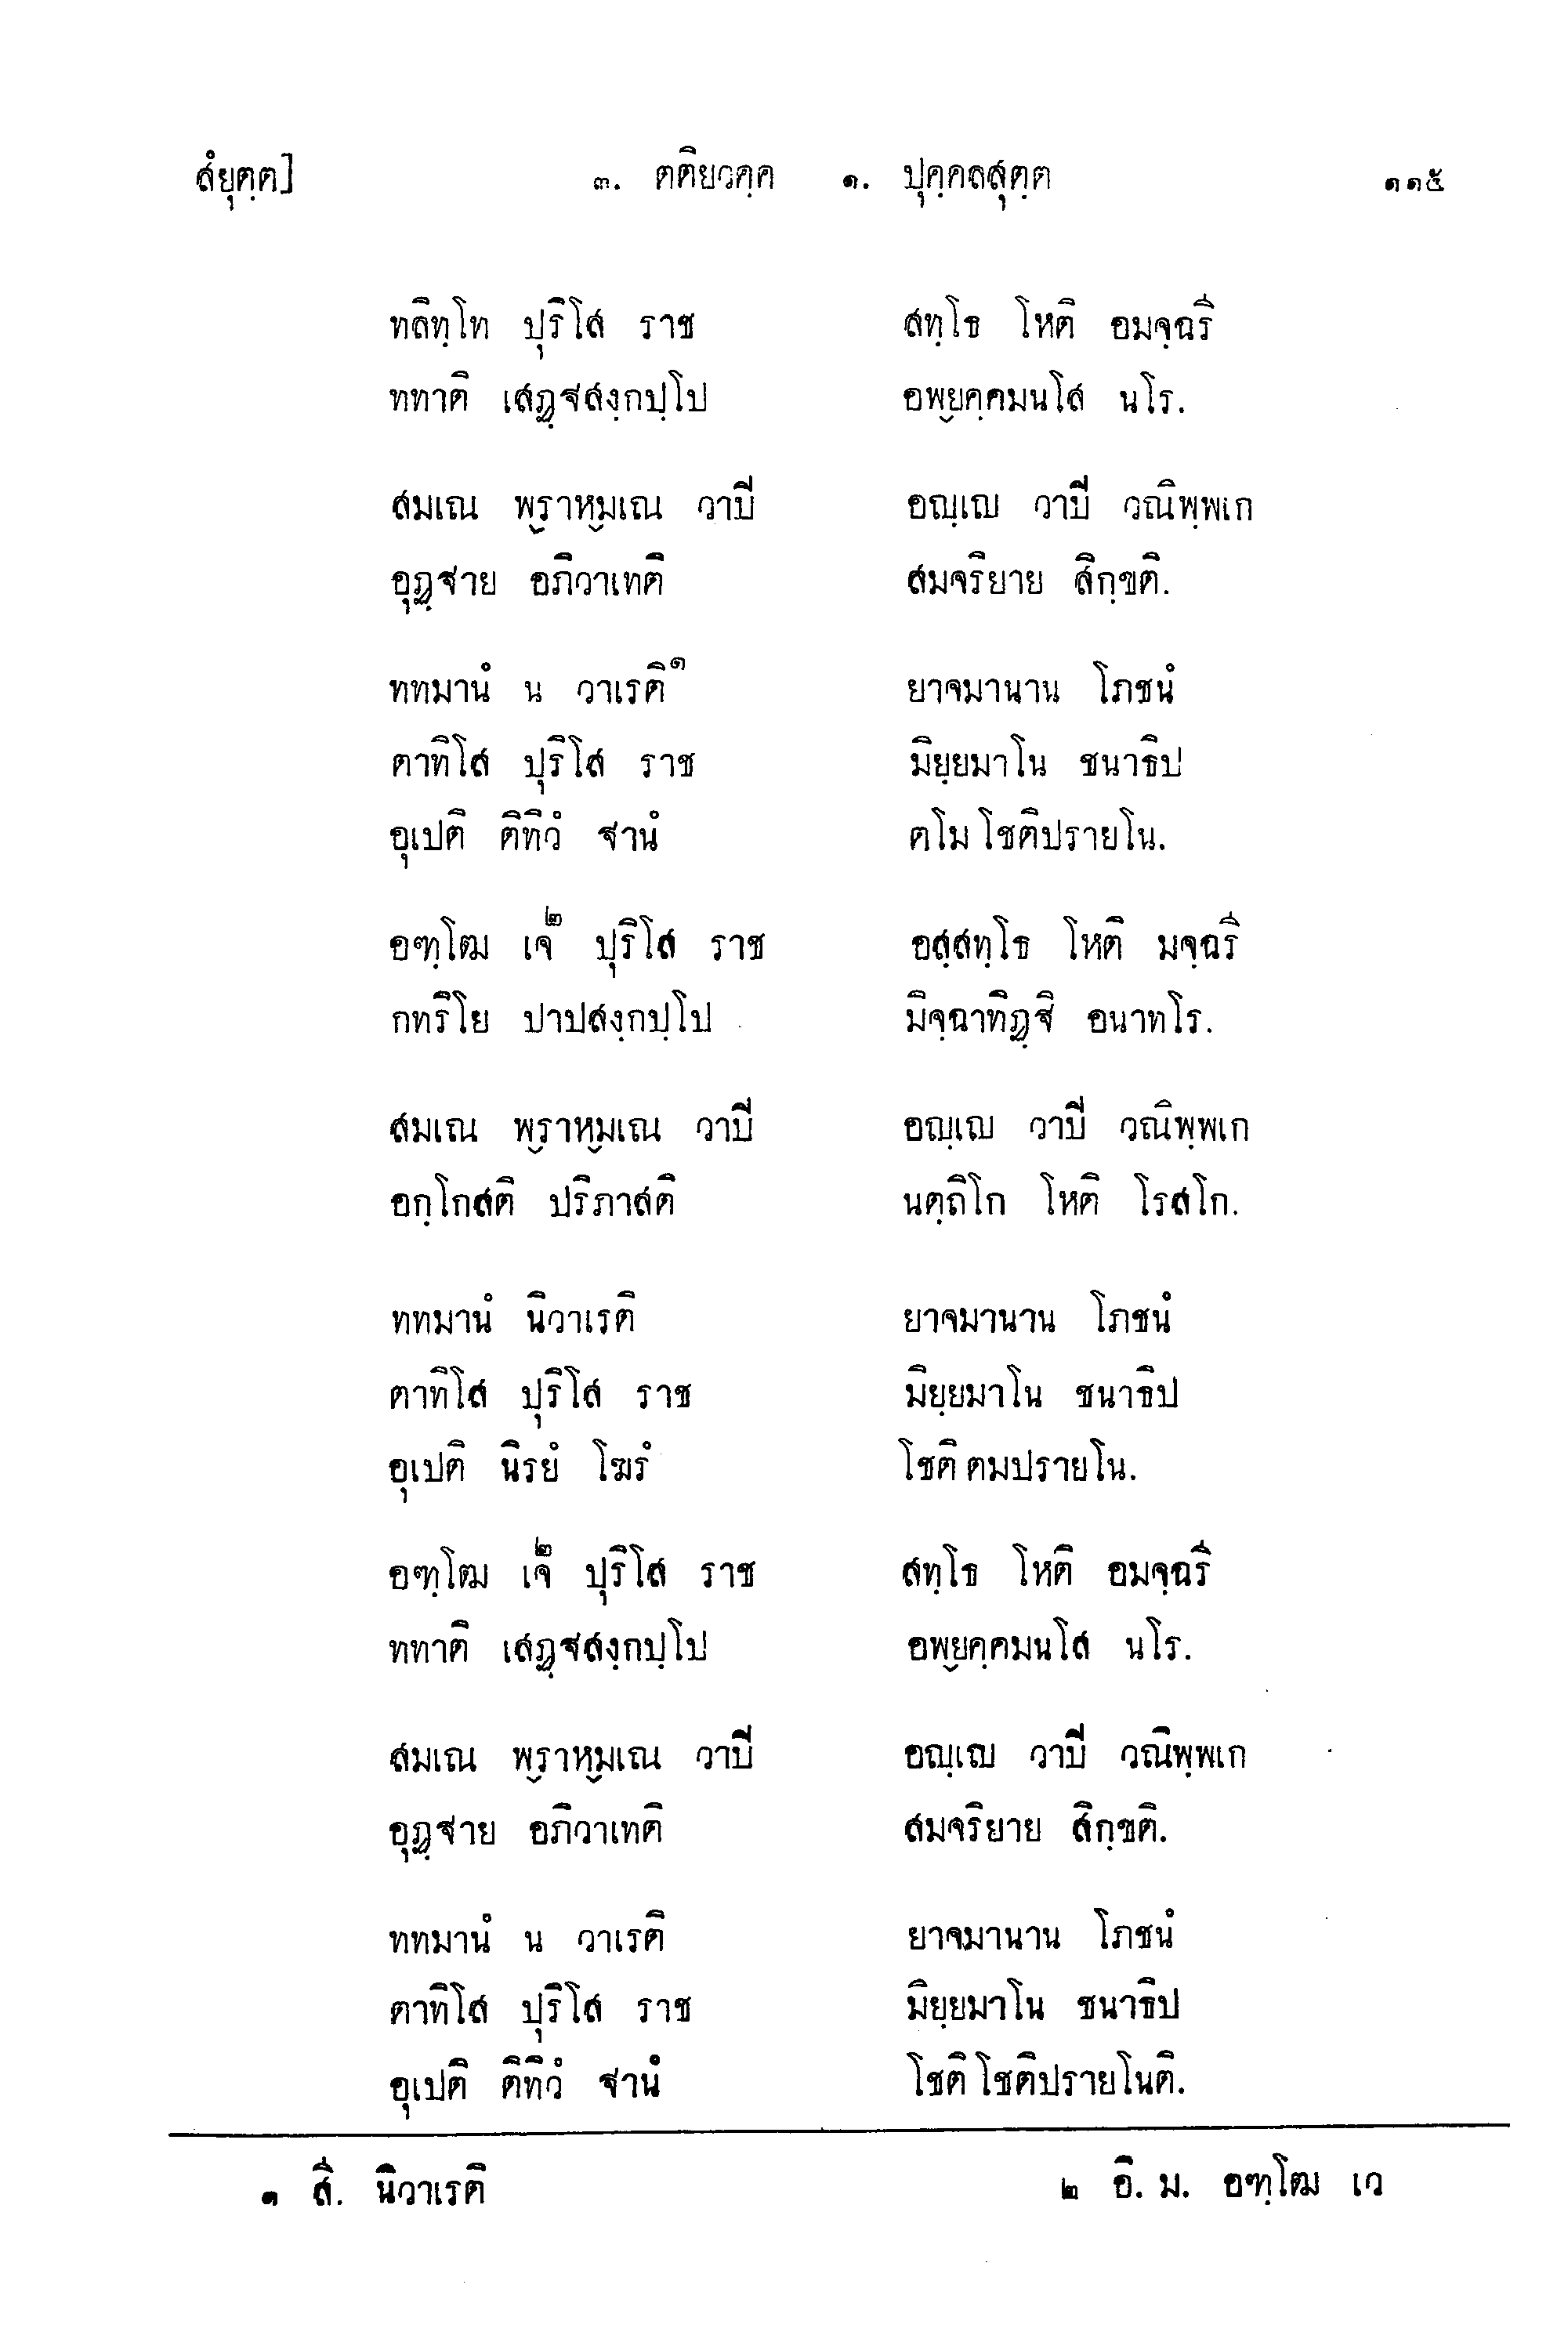 สํยุตฺต] ๓. ตติยวคฺค ๑. ปุคฺคลสุตฺต ๑๑๕
ทลิทฺโท ปุริโส ราช สทฺโธ โหติ อมจฺฉรี
ททาติ เสฏฺฐสงฺกปฺโป อพฺยคฺคมนโส นโร.
สมเณ พฺราหฺมเณ วาปิ อญฺเญ วาปิ วณิพฺพเก
อุฏฺฐาย อภิวาเทติ สมจริยาย สิกฺขติ.
ททมานํ น วาเรติ๑ ยาจมานาน โภชนํ
ตาทิโส ปุริโส ราช มิยฺยมาโน ชนาธิป
อุเปติ ติทิวํ ฐานํ ตโม โชติปรายโน.
อฑฺโฒ เจ๒ ปุริโส ราช อสฺสทฺโธ โหติ มจฺฉรี
กทริโย ปาปสงฺกปฺโป มิจฺฉาทิฏฺฐิ อนาทโร.
สมเณ พฺราหฺมเณ วาปิ อญฺเญ วาปิ วณิพฺพเก
อกฺโกสติ ปริภาสติ นตฺถิโก โหติ โรสโก.
ททมานํ นิวาเรติ ยาจมานาน โภชนํ
ตาทิโส ปุริโส ราช มิยฺยมาโน ชนาธิป
อุเปติ นิรยํ โฆรํ โชติ ตมปรายโน.
อฑฺโฒ เจ๒ ปุริโส ราช สทฺโธ โหติ อมจฺฉรี
ททาติ เสฏฺฐสงฺกปฺโป อพฺยคฺคมนโส นโร.
สมเณ พฺราหฺมเณ วาปิ อญฺเญ วาปิ วณิพฺพเก
อุฏฺฐาย อภิวาเทติ สมจริยาย สิกฺขติ.
ททมานํ น วาเรติ ยาจมานาน โภชนํ
ตาทิโส ปุริโส ราช มิยฺยมาโน ชนาธิป
อุเปติ ติทิวํ ฐานํ โชติ โชติปรายโนติ.
๑ สี. นิวาเรติ ๒ อิ. ม. อฑฺโฒ เว